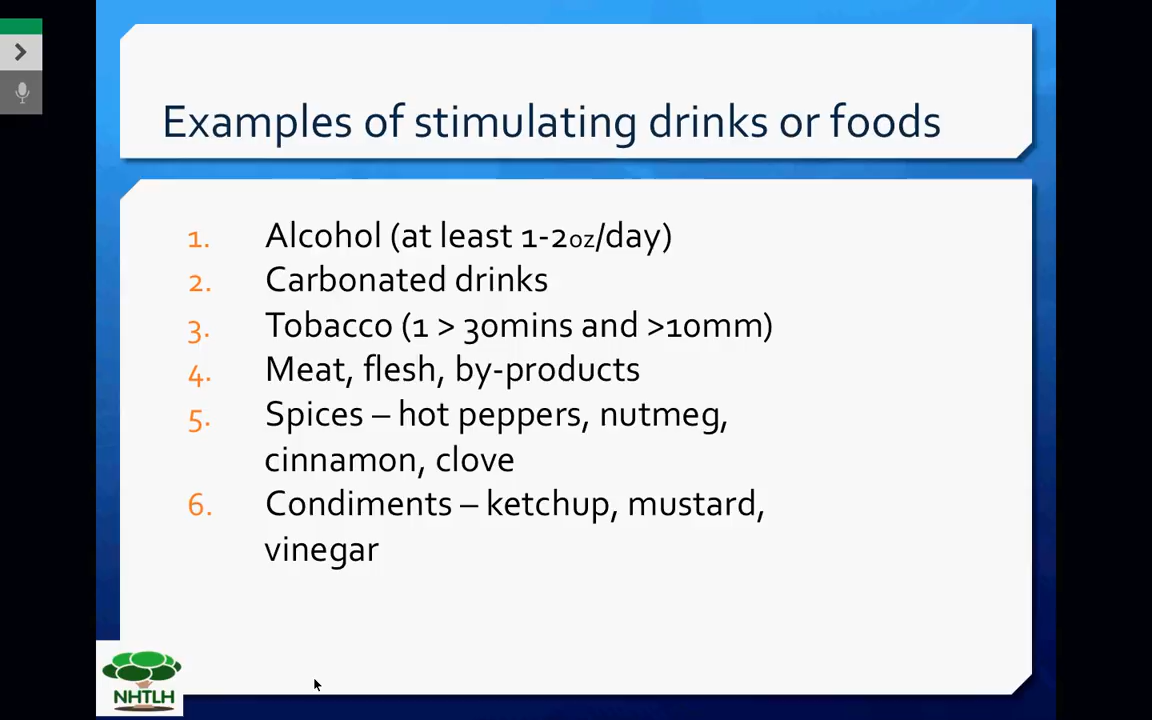 Examples of stimulating drinks or foods
1. Alcohol (at least 1-2oz/day)
2. Carbonated drinks
3. Tobacco (1 > 30mins and >10mm)
4. Meat, flesh, by-products
5. Spices – hot peppers, nutmeg,
cinnamon, clove
6. Condiments – ketchup, mustard,
vinegar
NHTLH